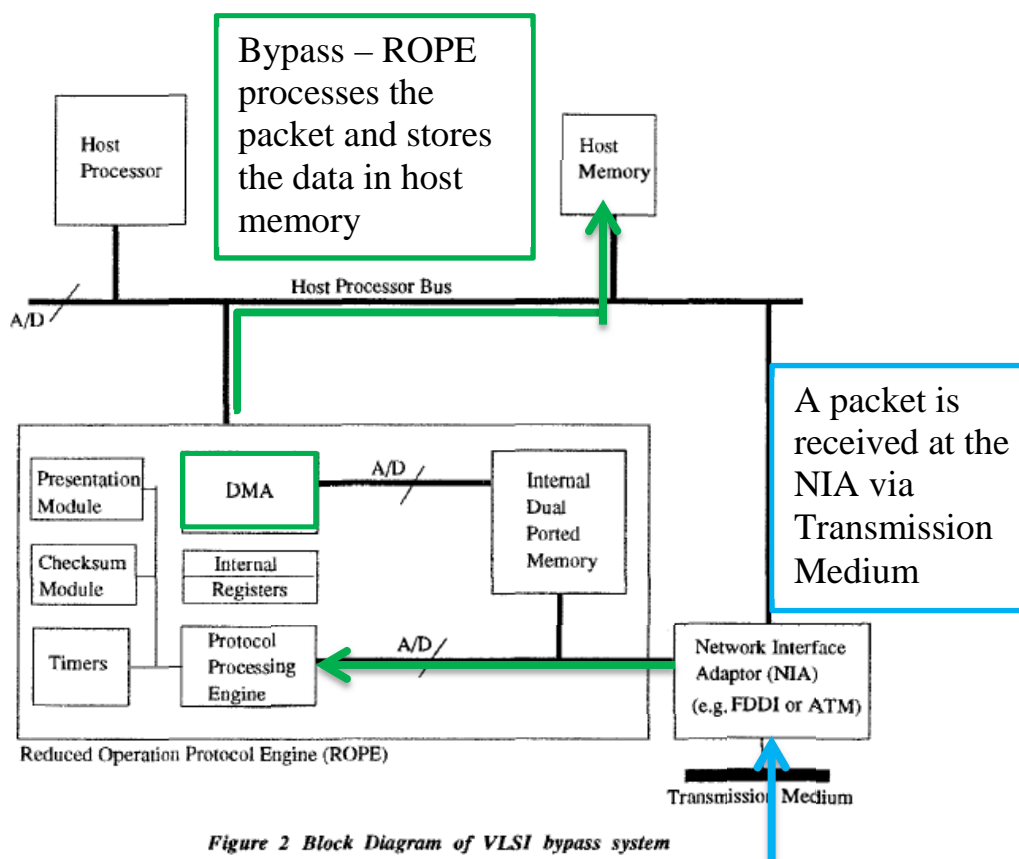 Bypass – ROPE
processes the
packet and stores
the data in host
memory
Host
Processor
Host
Memory
Host Processor Bus
A/D
A packet is
received at the
NIA via
Transmission
Medium
Presentation
Module
DMA
A/D
Internal
Dual
Ported
Memory
Checksum
Module
Internal
Registers
Timers
Protocol
Processing
Engine
A/D
Network Interface
Adaptor (NIA)
(e.g. FDDI or ATM)
Reduced Operation Protocol Engine (ROPE)
Transmission Medium
Figure 2 Block Diagram of VLSI bypass system